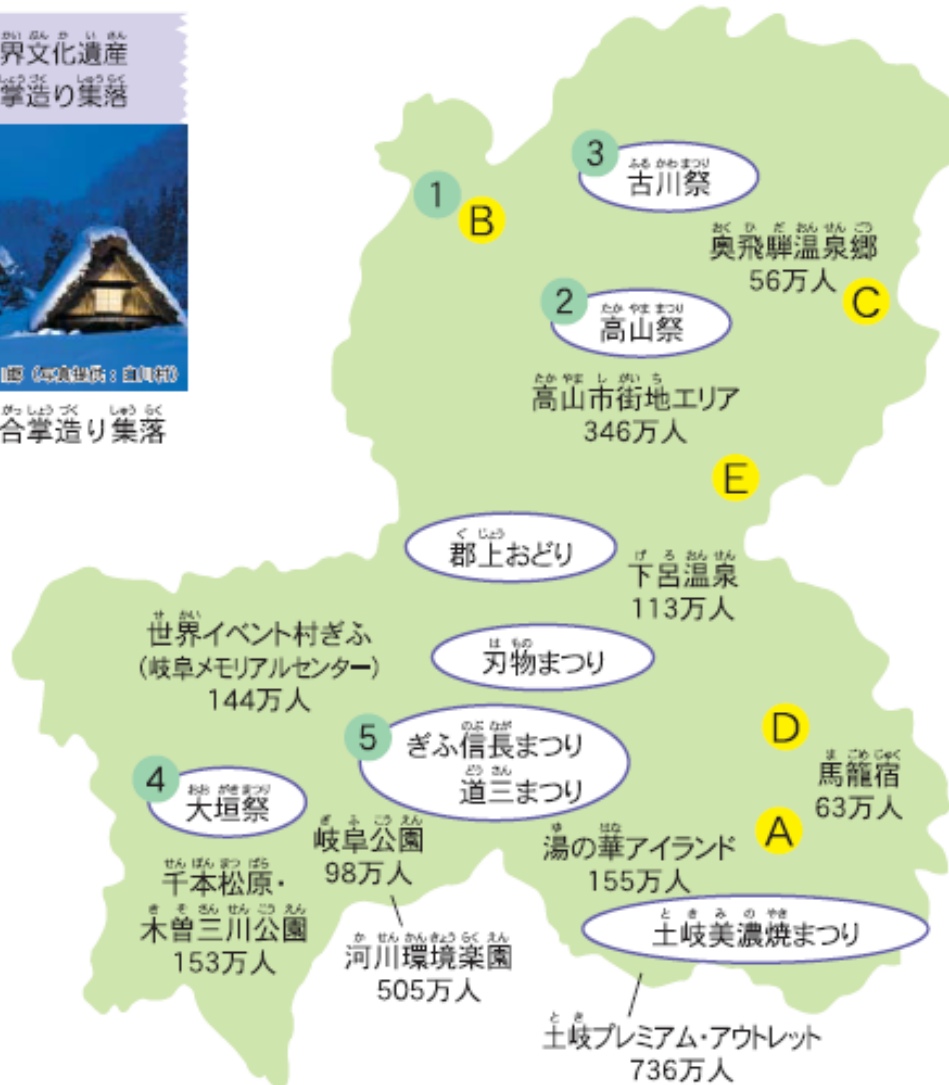 界文化遺産
掌造り集落
合掌造り集落
1
B
3
古川祭
奥飛騨温泉郷
56万人
C
2
高山祭
高山市街地エリア
346万人
E
郡上おどり
下呂温泉
113万人
世界イベント村ぎふ
(岐阜メモリアルセンター)
144万人
刃物まつり
5
ぎふ信長まつり
道三まつり
D
馬籠宿
63万人
4
大垣祭
岐阜公園
98万人
湯の華アイランド
155万人
A
千本松原・
木曽三川公園
153万人
河川環境楽園
505万人
土岐美濃焼まつり
土岐プレミアム・アウトレット
736万人